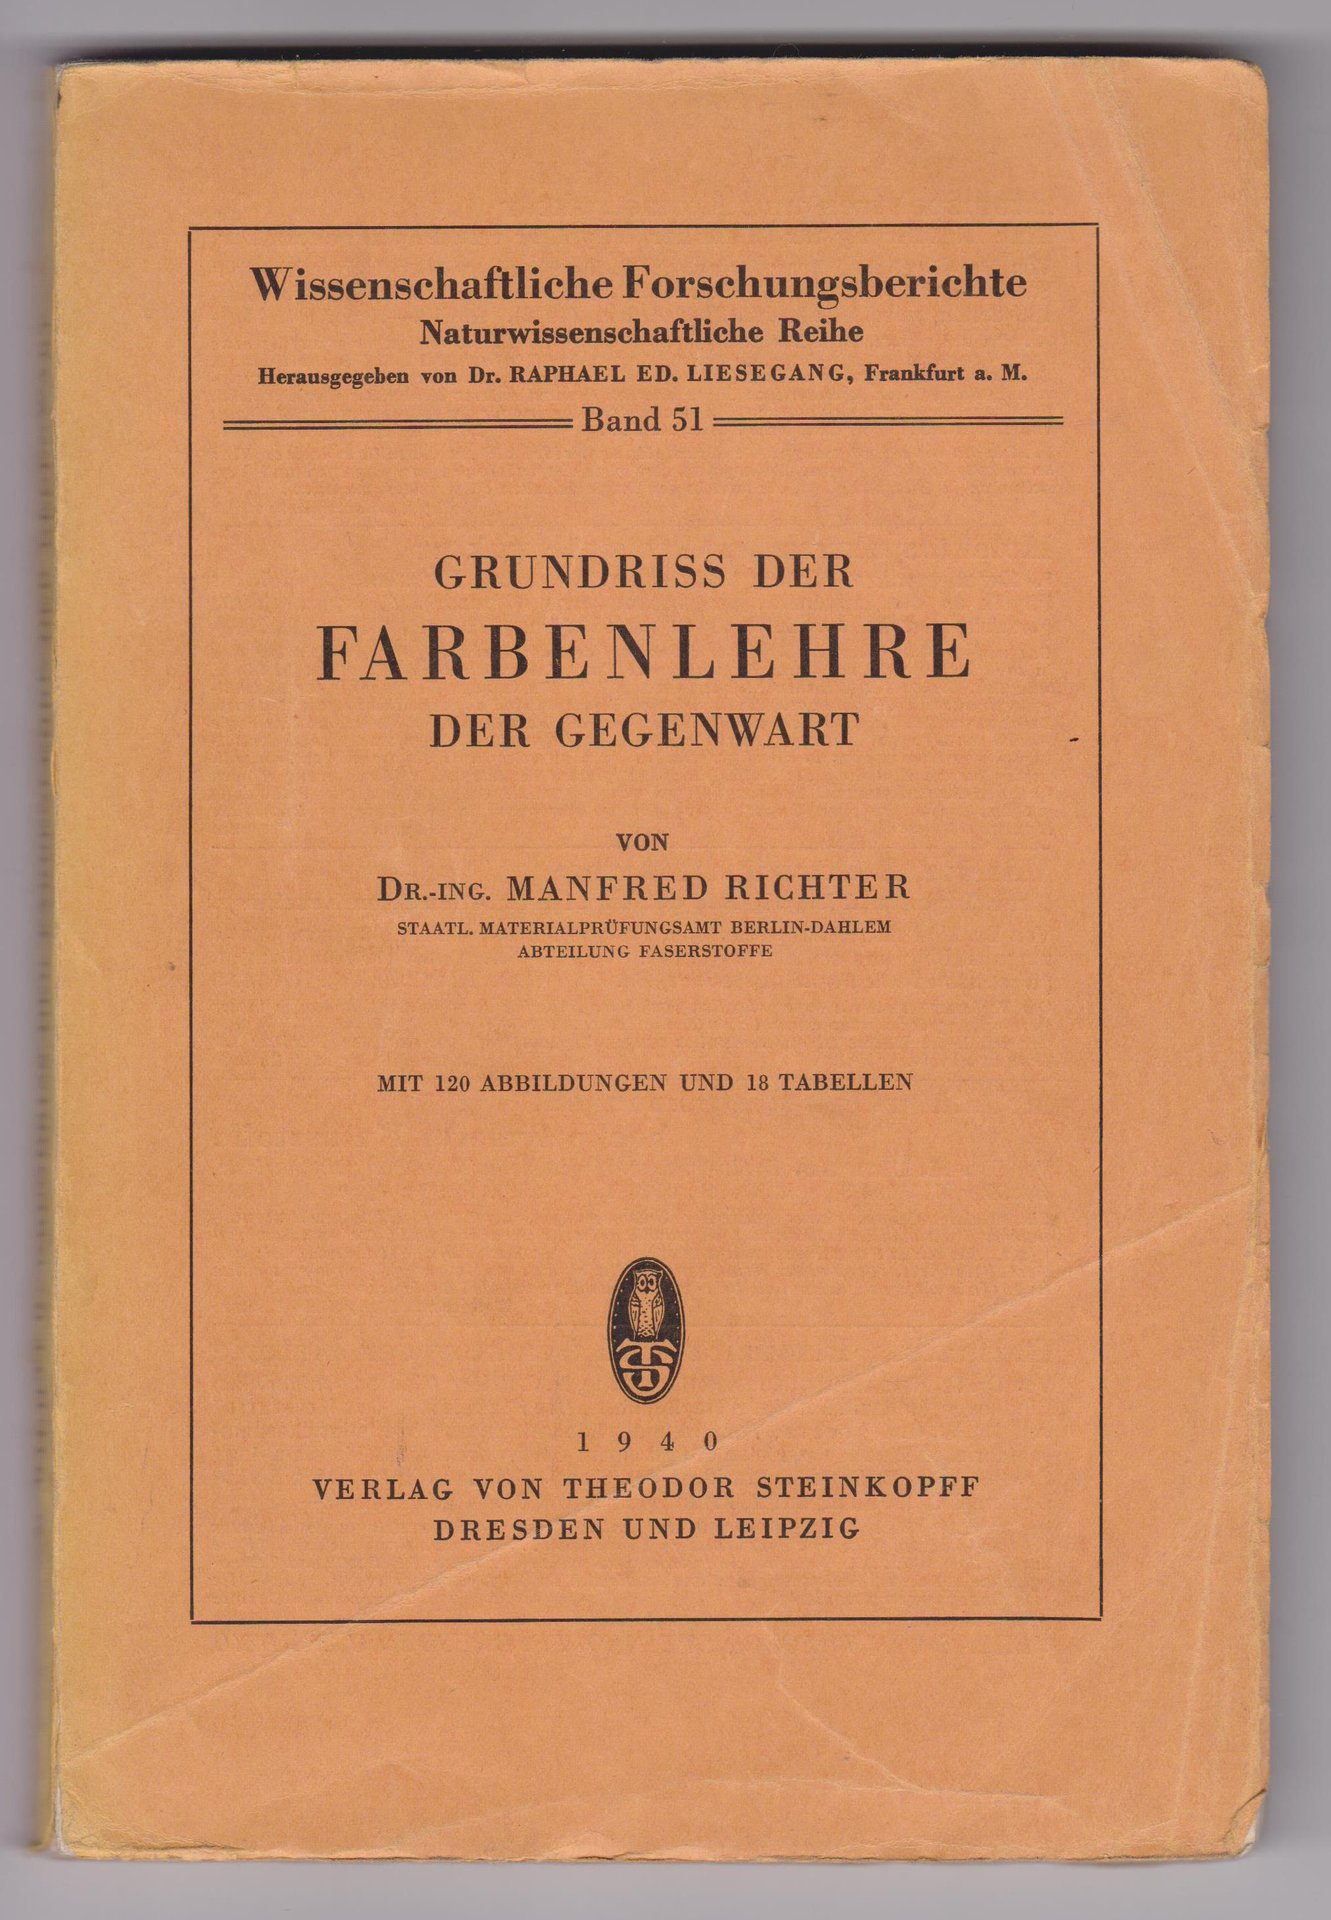 Wissenschaftliche Forschungsberichte
Naturwissenschaftliche Reihe
Herausgegeben von Dr. RAPHAEL ED. LIESEGANG, Frankfurt a. M.
Band 51
GRUNDRISS DER
FARBENLEHRE
DER GEGENWART
VON
DR.-ING. MANFRED RICHTER
STAATL. MATERIALPRÜFUNGSAMT BERLIN-DAHLEM
ABTEILUNG FASERSTOFFE
MIT 120 ABBILDUNGEN UND 18 TABELLEN
TS
1940
VERLAG VON THEODOR STEINKOPFF
DRESDEN UND LEIPZIG